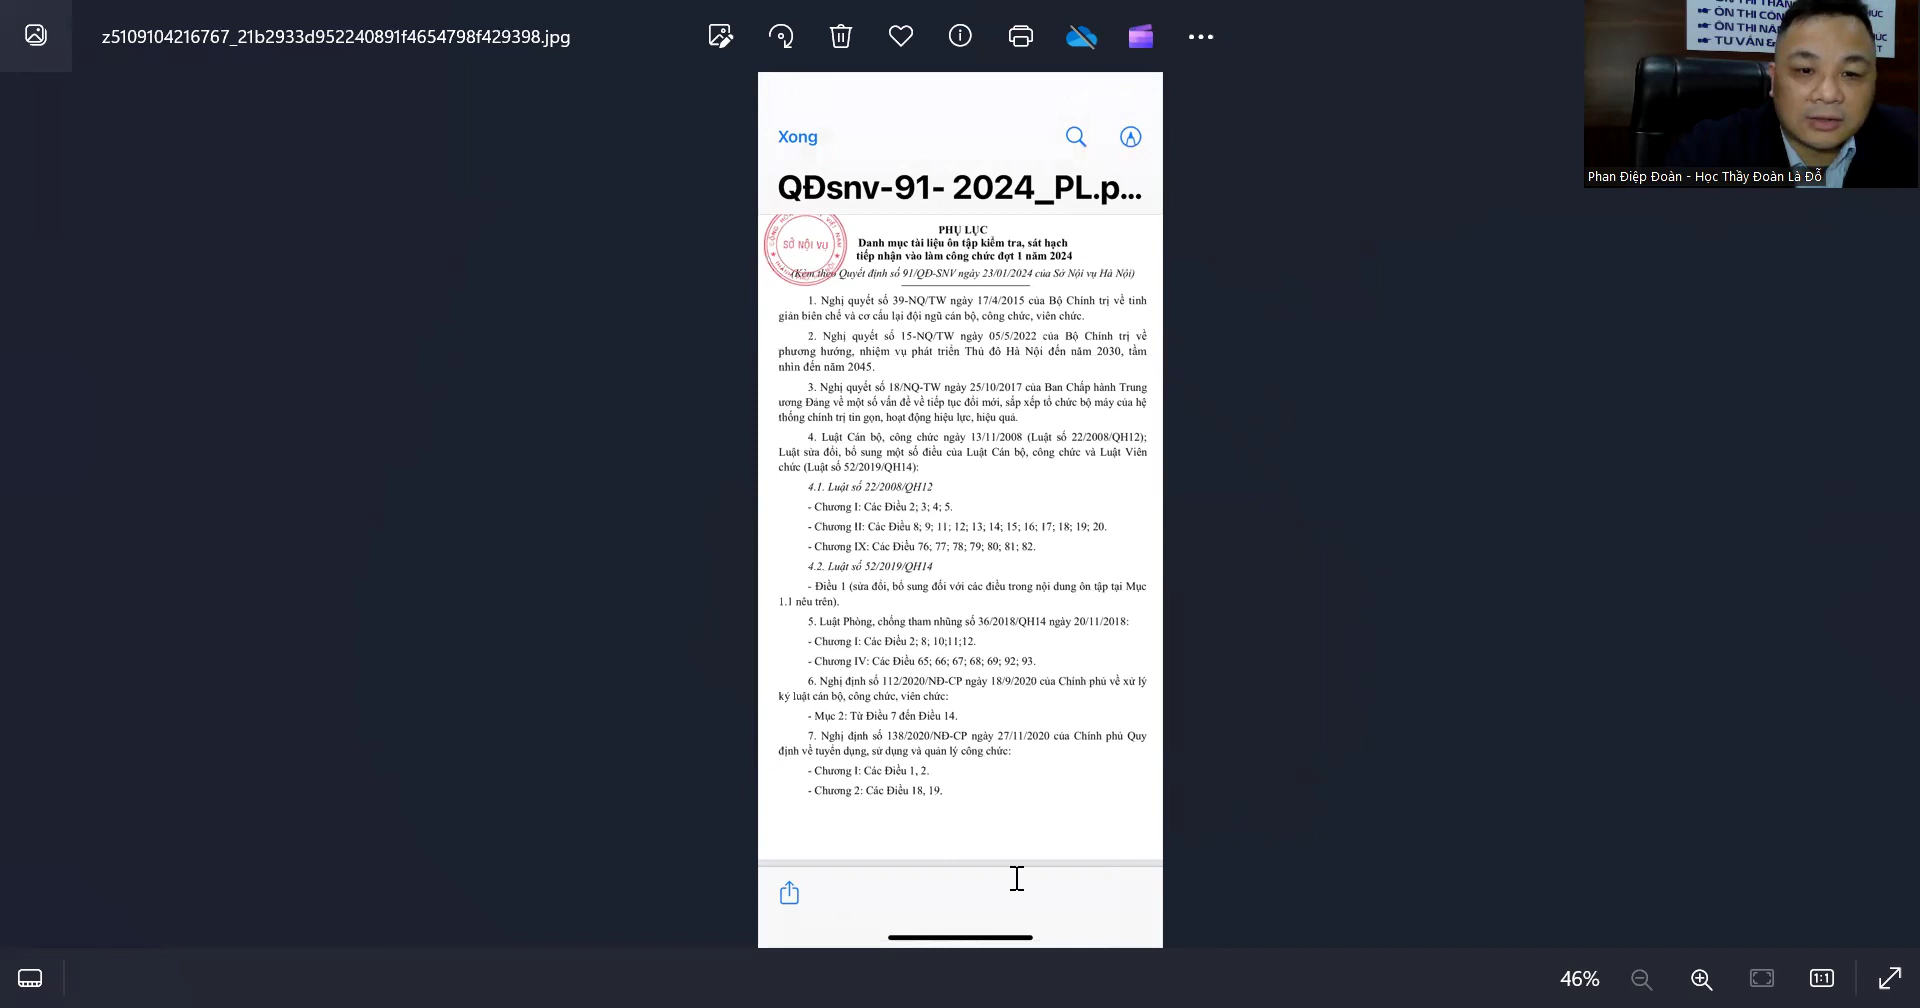 z5109104216767_21b2933d952240891f4654798f429398.jpg
ÔN THI CÔN
ÔN THI NÂ
TƯ VẤN &
Phan Điệp Đoàn - Học Thầy Đoàn Là Đỗ
Xong
QĐsnv-91- 2024_PL.p...
SỞ NỘI VỤ
PHỤ LỤC
Danh mục tài liệu ôn tập kiểm tra, sát hạch
tiếp nhận vào làm công chức đợt 1 năm 2024
(Kèm theo Quyết định số 91/QĐ-SNV ngày 23/01/2024 của Sở Nội vụ Hà Nội)
1. Nghị quyết số 39-NQ/TW ngày 17/4/2015 của Bộ Chính trị về tinh
giản biên chế và cơ cấu lại đội ngũ cán bộ, công chức, viên chức.
2. Nghị quyết số 15-NQ/TW ngày 05/5/2022 của Bộ Chính trị về
phương hướng, nhiệm vụ phát triển Thủ đô Hà Nội đến năm 2030, tầm
nhìn đến năm 2045.
3. Nghị quyết số 18/NQ-TW ngày 25/10/2017 của Ban Chấp hành Trung
ương Đảng về một số vấn đề về tiếp tục đổi mới, sắp xếp tổ chức bộ máy của hệ
thống chính trị tin gọn, hoạt động hiệu lực, hiệu quả.
4. Luật Cán bộ, công chức ngày 13/11/2008 (Luật số 22/2008/QH12);
Luật sửa đổi, bổ sung một số điều của Luật Cán bộ, công chức và Luật Viên
chức (Luật số 52/2019/QH14):
4.1. Luật số 22/2008/QH12
- Chương I: Các Điều 2; 3; 4; 5.
- Chương II: Các Điều 8; 9; 11; 12; 13; 14; 15; 16; 17; 18; 19; 20.
- Chương IX: Các Điều 76; 77; 78; 79; 80; 81; 82.
4.2. Luật số 52/2019/QH14
- Điều 1 (sửa đổi, bổ sung đối với các điều trong nội dung ôn tập tại Mục
1.1 nêu trên).
5. Luật Phòng, chống tham nhũng số 36/2018/QH14 ngày 20/11/2018:
- Chương I: Các Điều 2; 8; 10;11;12.
- Chương IV: Các Điều 65; 66; 67; 68; 69; 92; 93.
6. Nghị định số 112/2020/NĐ-CP ngày 18/9/2020 của Chính phủ về xử lý
kỷ luật cán bộ, công chức, viên chức:
- Mục 2: Từ Điều 7 đến Điều 14.
7. Nghị định số 138/2020/NĐ-CP ngày 27/11/2020 của Chính phủ Quy
định về tuyển dụng, sử dụng và quản lý công chức:
- Chương I: Các Điều 1, 2.
- Chương 2: Các Điều 18, 19.
46%
1:1